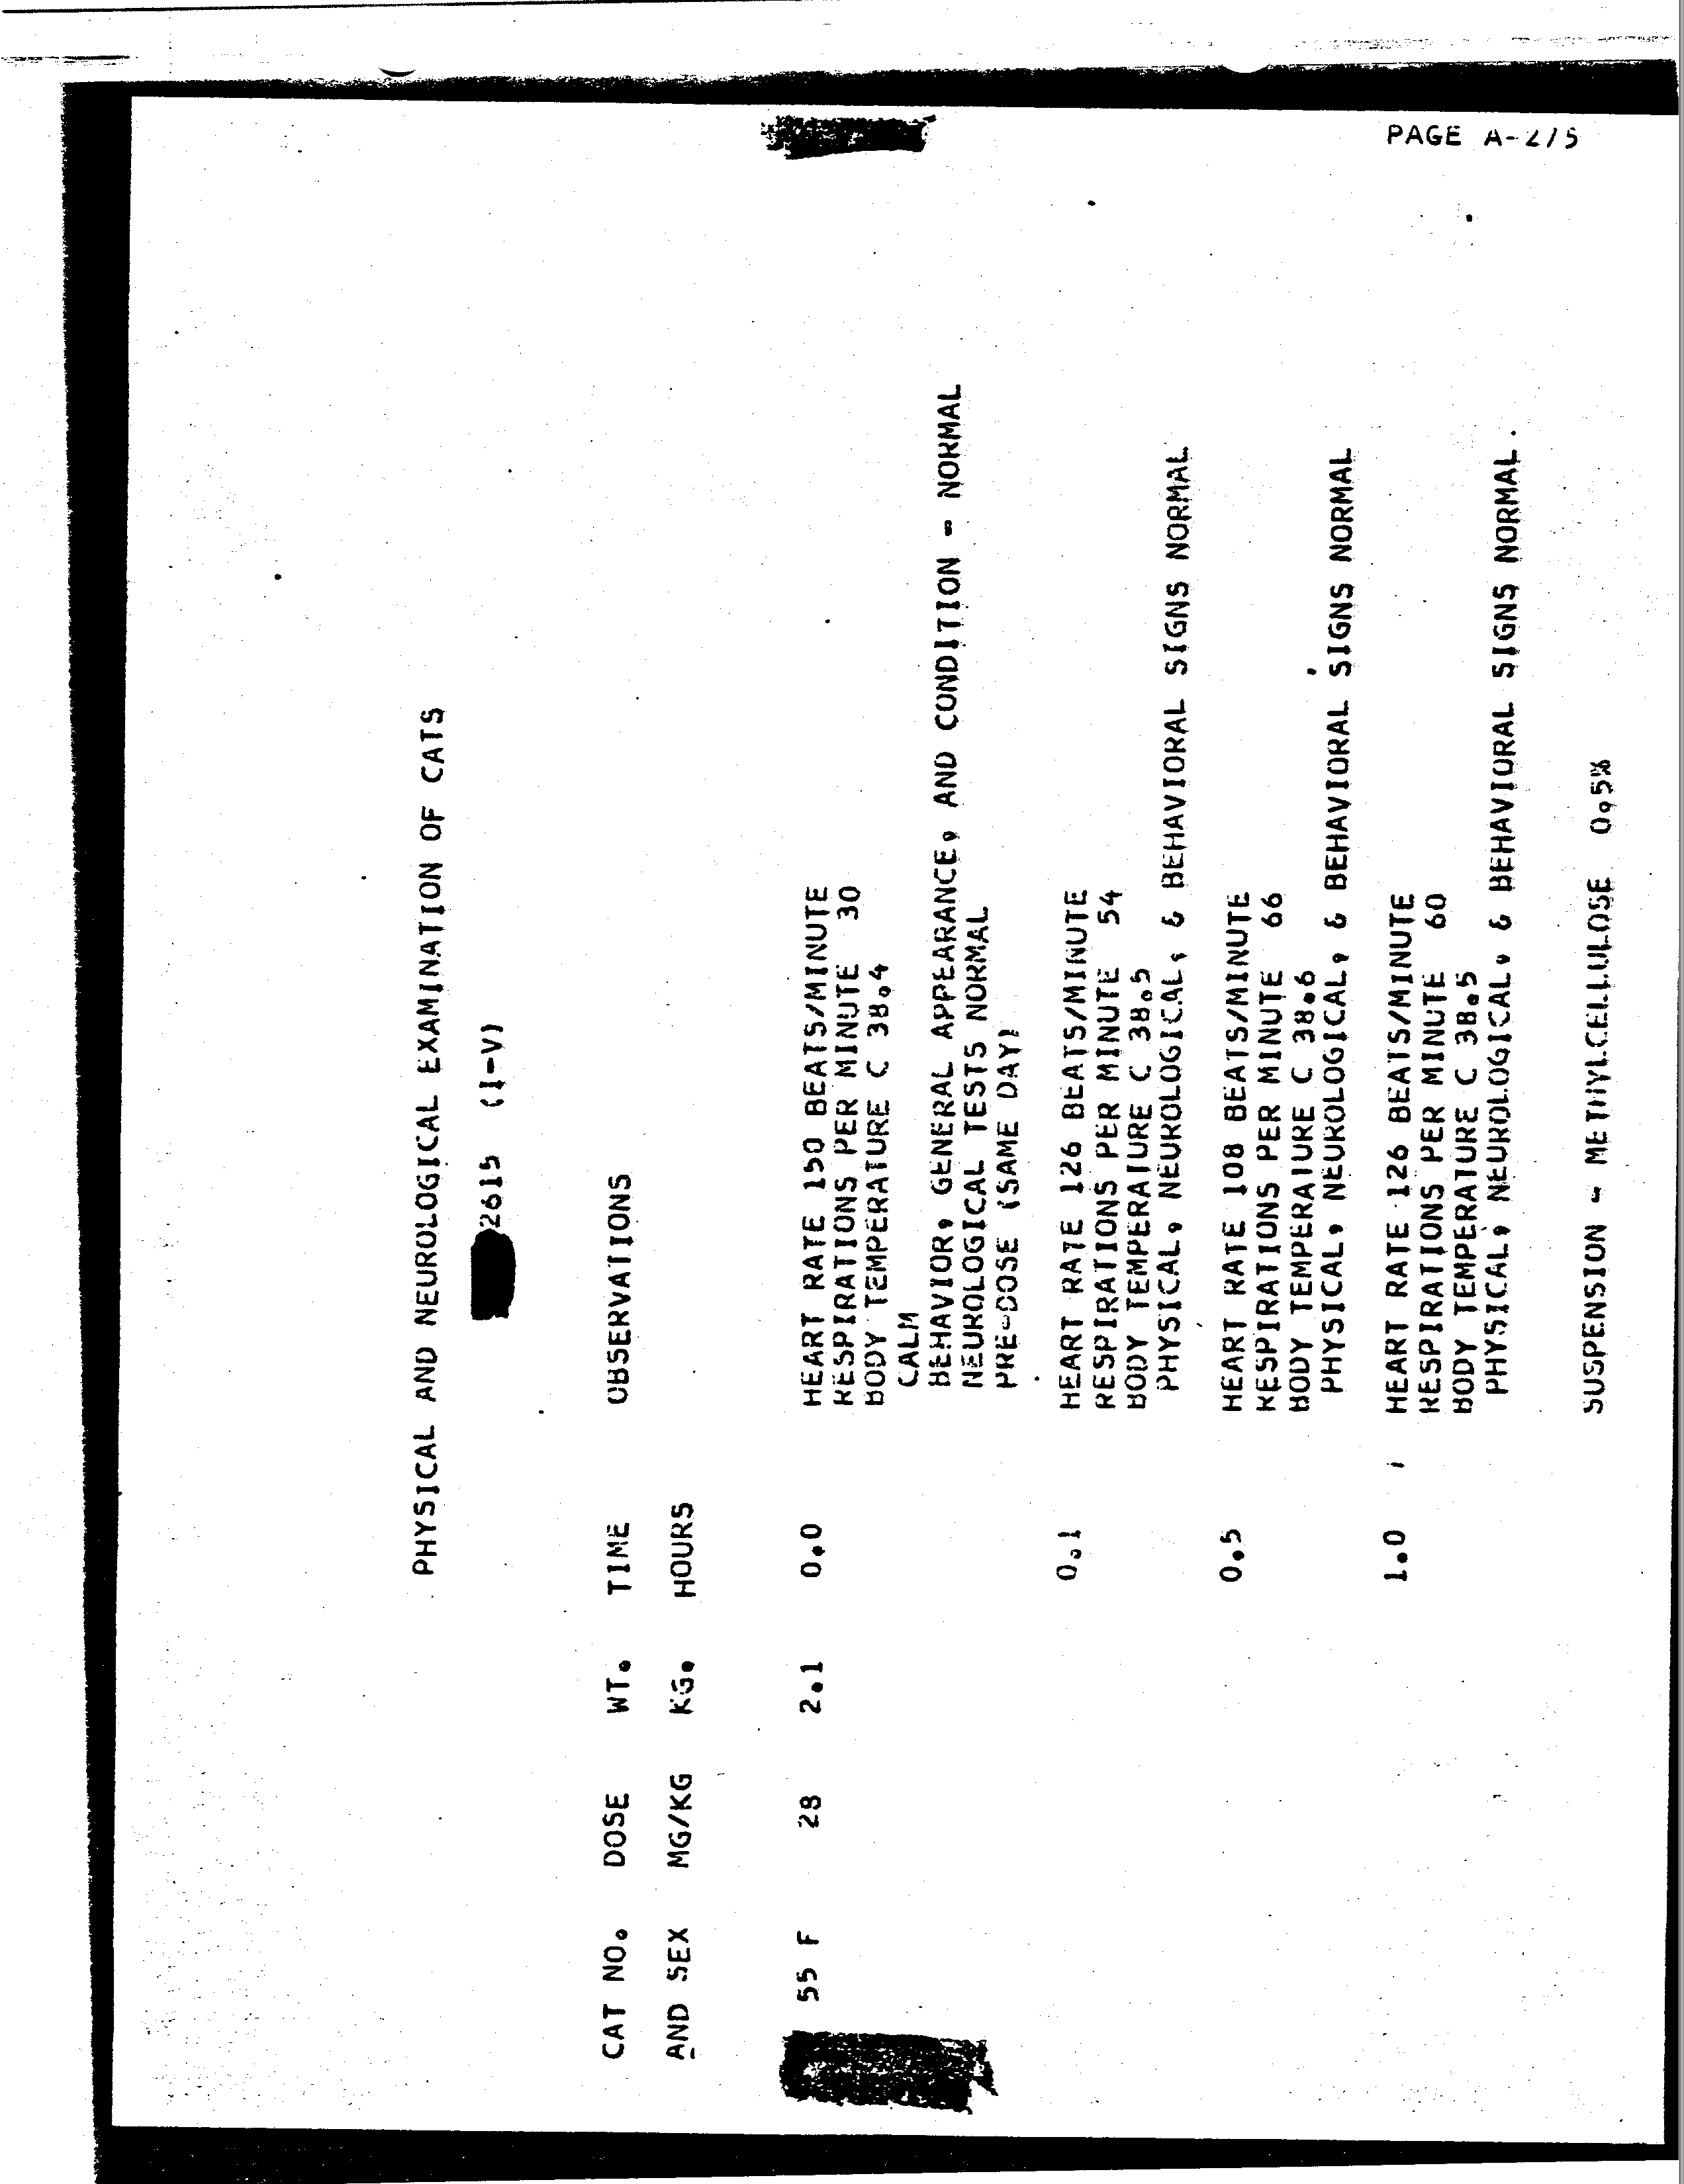 PAGE A-275
PHYSICAL AND NEUROLOGICAL EXAMINATION OF CATS
2615 (I-V)
CAT NO. DOSE WT. TIME OBSERVATIONS
AND SEX MG/KG KG. HOURS
55 F 28 2.1 0.0 HEART RATE 150 BEATS/MINUTE
RESPIRATIONS PER MINUTE 30
BODY TEMPERATURE C 38.4
CALM
BEHAVIOR, GENERAL APPEARANCE, AND CONDITION - NORMAL
NEUROLOGICAL TESTS NORMAL
PRE-DOSE (SAME DAY)
0.1 HEART RATE 126 BEATS/MINUTE
RESPIRATIONS PER MINUTE 54
BODY TEMPERATURE C 38.5
PHYSICAL, NEUROLOGICAL, & BEHAVIORAL SIGNS NORMAL
0.5 HEART RATE 108 BEATS/MINUTE
RESPIRATIONS PER MINUTE 66
BODY TEMPERATURE C 38.6
PHYSICAL, NEUROLOGICAL, & BEHAVIORAL SIGNS NORMAL
1.0 HEART RATE 126 BEATS/MINUTE
RESPIRATIONS PER MINUTE 60
BODY TEMPERATURE C 38.5
PHYSICAL, NEUROLOGICAL, & BEHAVIORAL SIGNS NORMAL
SUSPENSION - METHYLCELLULOSE 0.5%